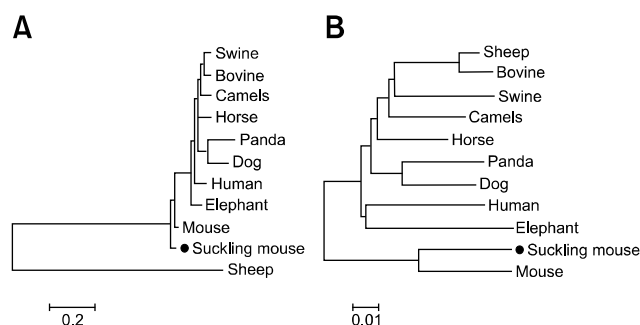 A
Swine
Bovine
Camels
Horse
Panda
Dog
Human
Elephant
Mouse
Suckling mouse
Sheep
0.2
B
Sheep
Bovine
Swine
Camels
Horse
Panda
Dog
Human
Elephant
Suckling mouse
Mouse
0.01